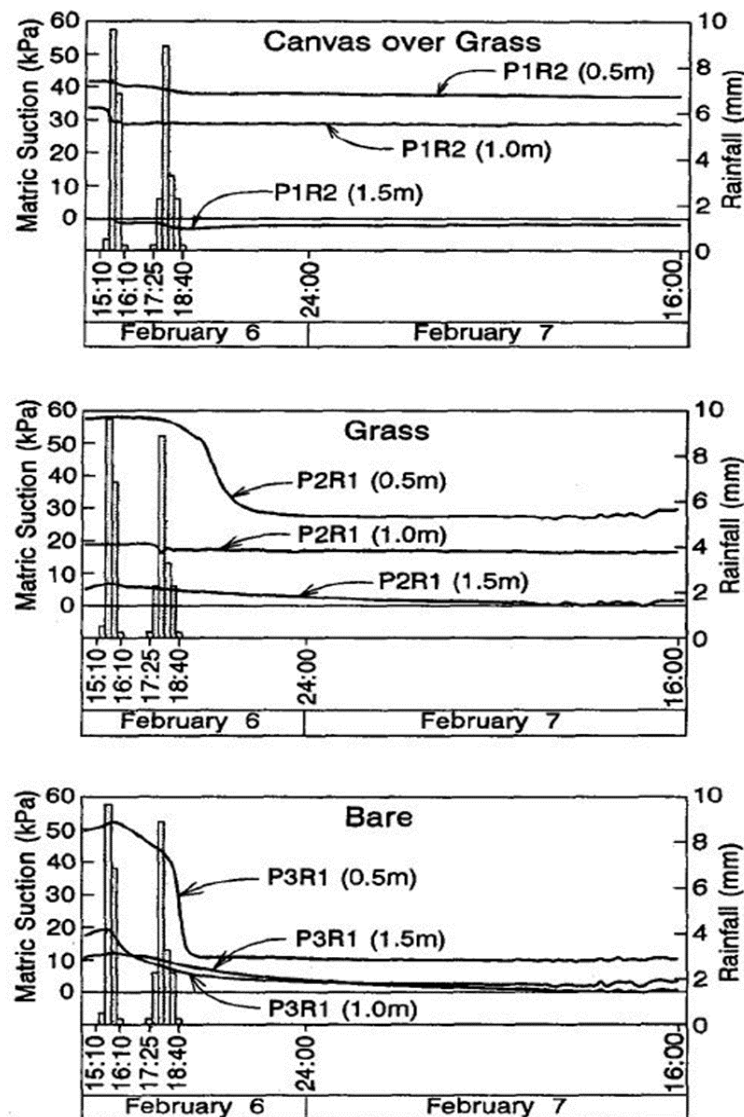 Canvas over Grass
Matric Suction (kPa)
60
50
40
30
20
10
0
Rainfall (mm)
10
8
6
4
2
0
P1R2 (0.5m)
P1R2 (1.0m)
P1R2 (1.5m)
15:10
16:10
17:25
18:40
24:00
16:00
February 6
February 7
Grass
Matric Suction (kPa)
60
50
40
30
20
10
0
Rainfall (mm)
10
8
6
4
2
0
P2R1 (0.5m)
P2R1 (1.0m)
P2R1 (1.5m)
15:10
16:10
17:25
18:40
24:00
16:00
February 6
February 7
Bare
Matric Suction (kPa)
60
50
40
30
20
10
0
Rainfall (mm)
10
8
6
4
2
0
P3R1 (0.5m)
P3R1 (1.5m)
P3R1 (1.0m)
15:10
16:10
17:25
18:40
24:00
16:00
February 6
February 7